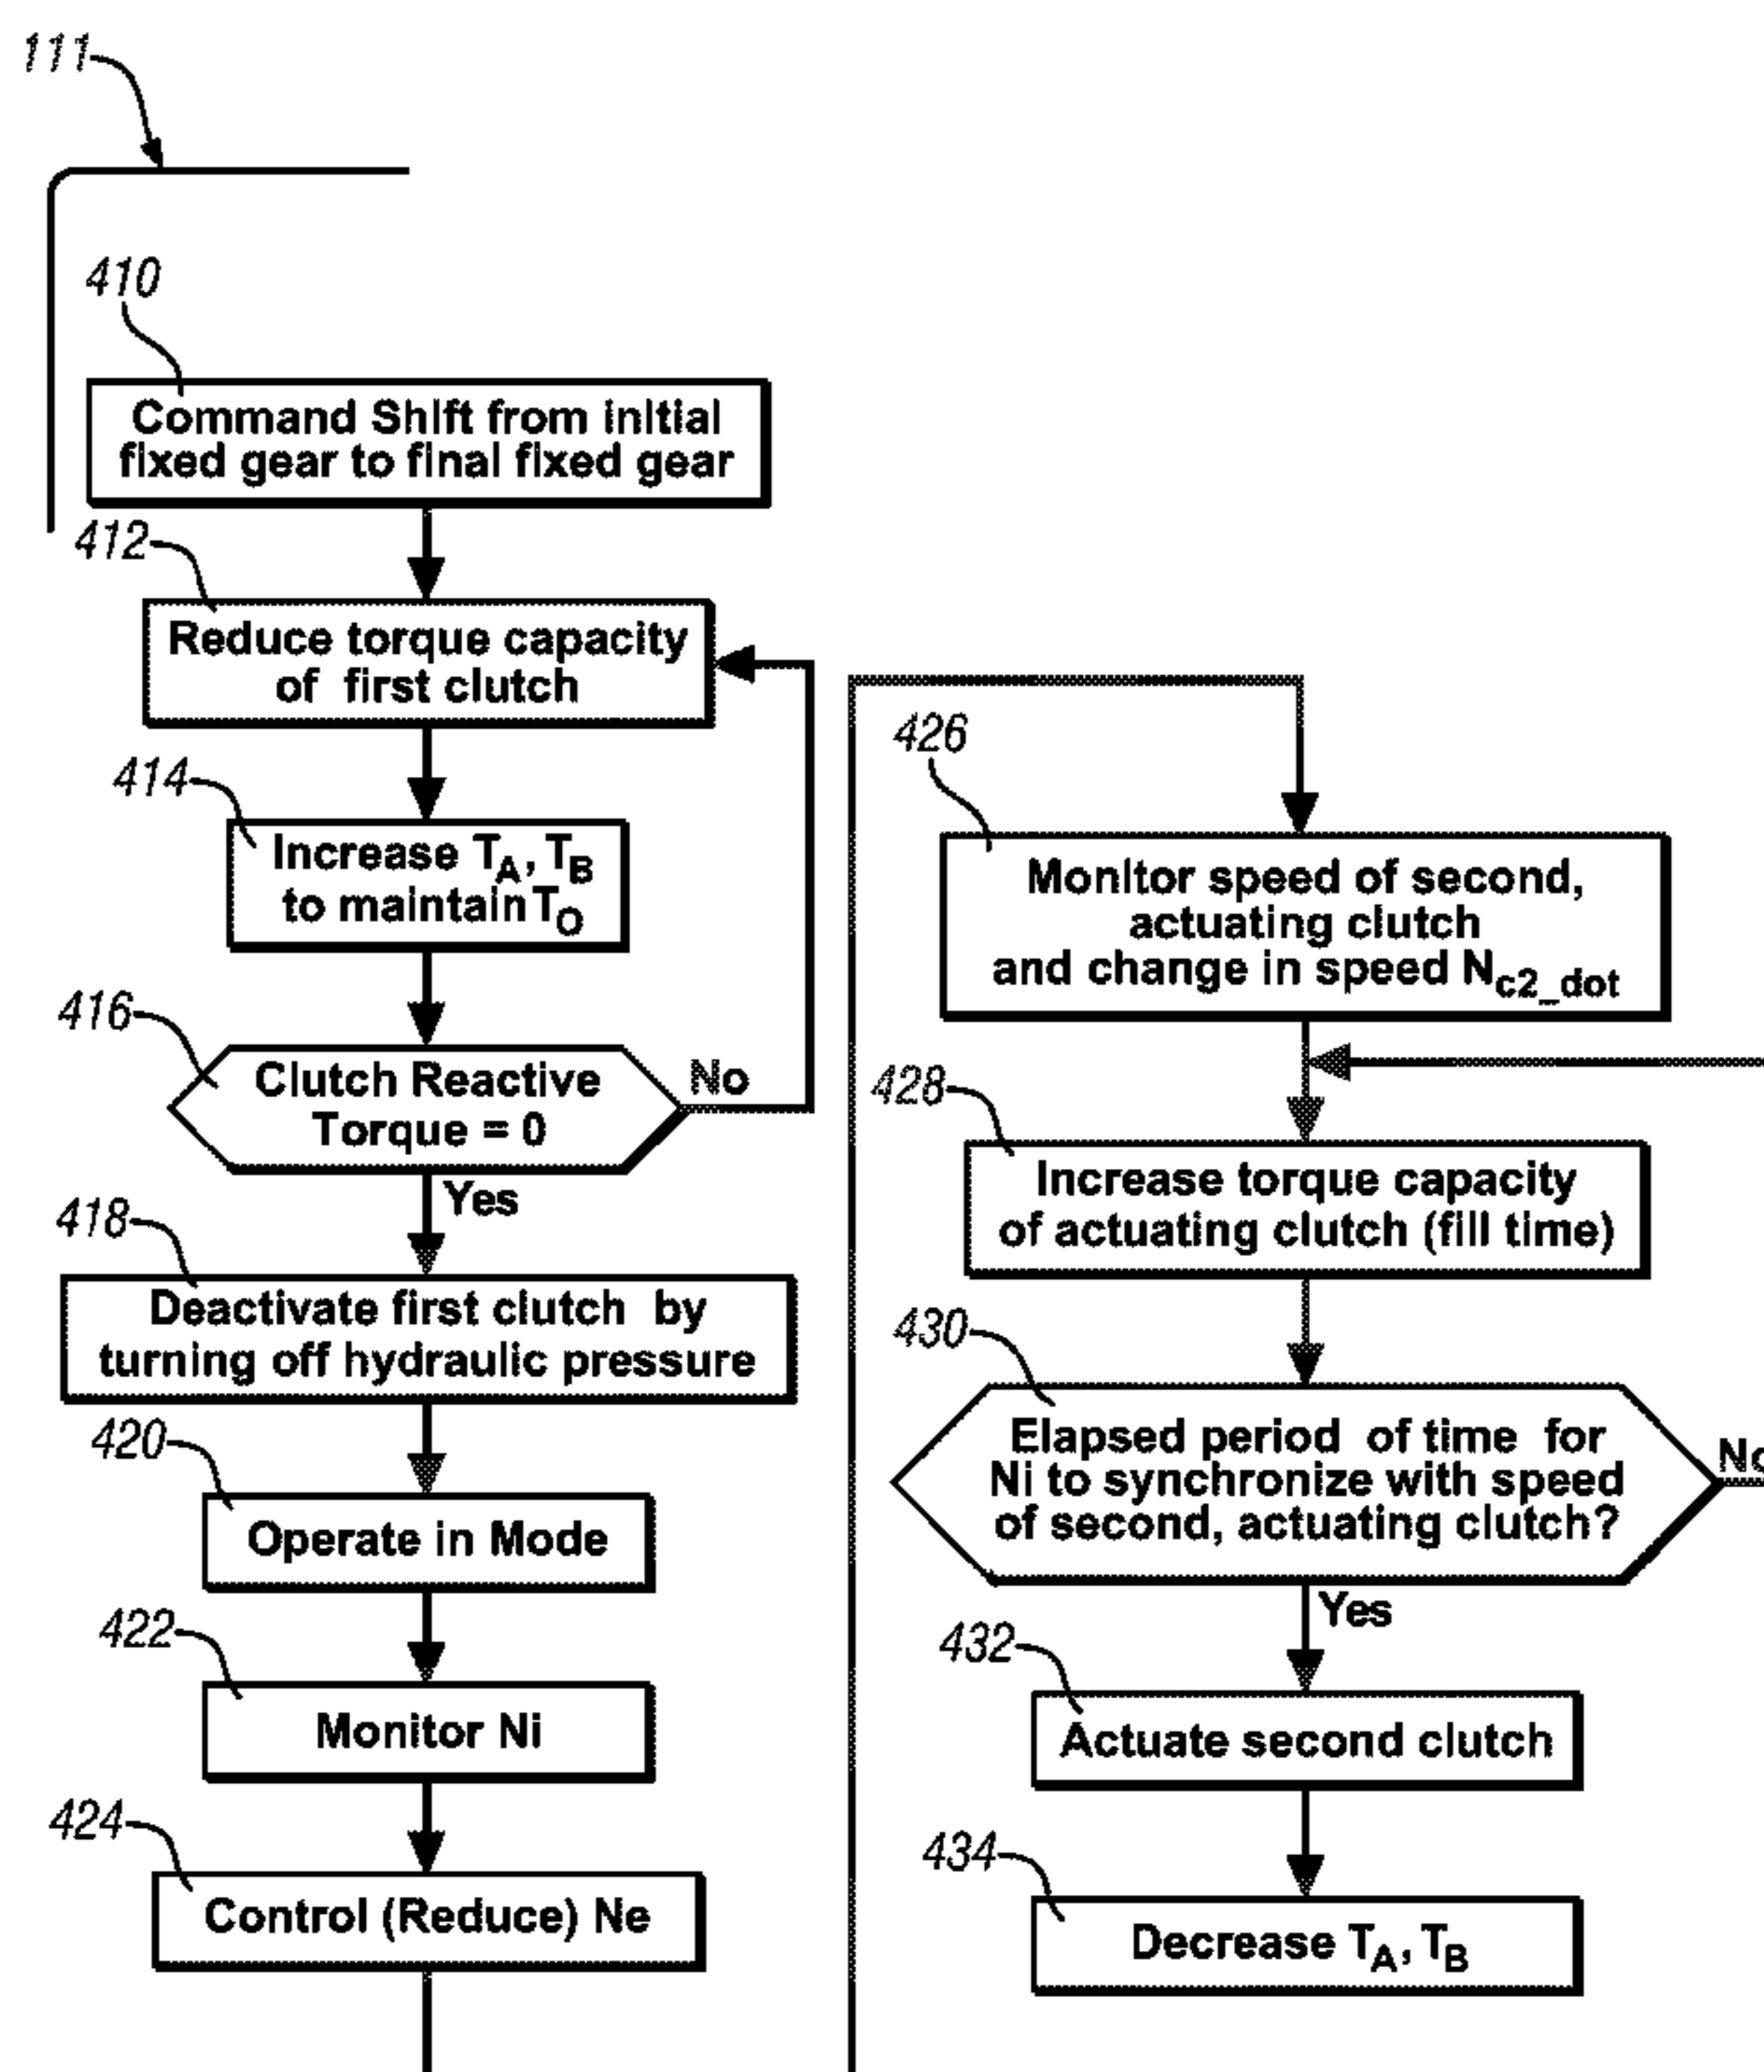 111
410
Command Shift from initial
fixed gear to final fixed gear
412
Reduce torque capacity
of first clutch
414
Increase TA, TB
to maintain TO
416
Clutch Reactive
Torque = 0
No
Yes
418
Deactivate first clutch by
turning off hydraulic pressure
420
Operate in Mode
422
Monitor Ni
424
Control (Reduce) Ne
426
Monitor speed of second,
actuating clutch
and change in speed Nc2_dot
428
Increase torque capacity
of actuating clutch (fill time)
430
Elapsed period of time for
Ni to synchronize with speed
of second, actuating clutch?
No
Yes
432
Actuate second clutch
434
Decrease TA, TB